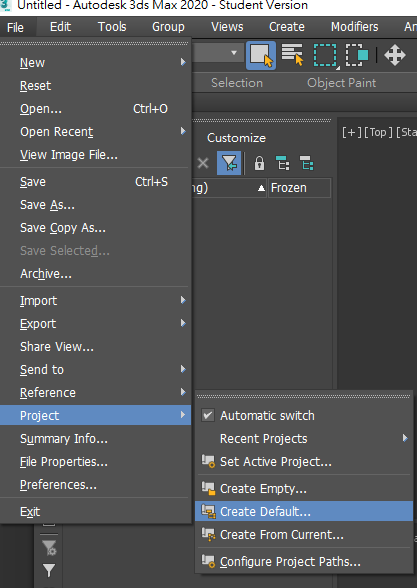 Untitled - Autodesk 3ds Max 2020 - Student Version
File Edit Tools Group Views Create Modifiers
Selection Object Paint
New
Reset
Open... Ctrl+O
Open Recent
View Image File...
Save Ctrl+S
Save As...
Save Copy As...
Save Selected...
Archive...
Import
Export
Share View...
Send to
Reference
Project
Summary Info...
File Properties...
Preferences...
Exit
Customize
Frozen
[+] [Top] [Sta
Automatic switch
Recent Projects
Set Active Project...
Create Empty...
Create Default...
Create From Current...
Configure Project Paths...